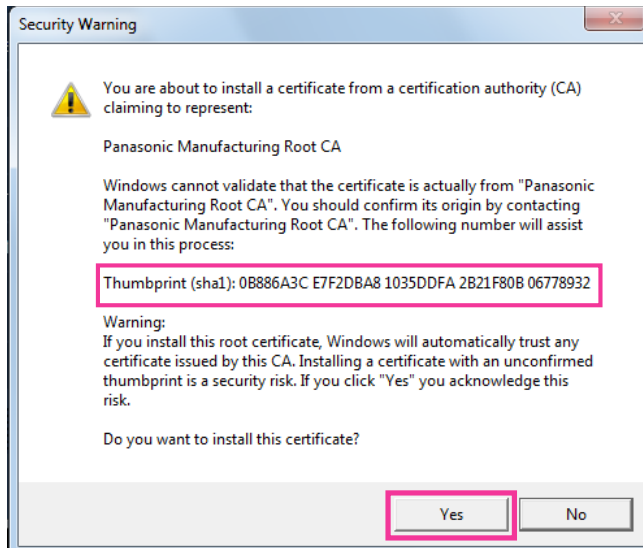 Security Warning
You are about to install a certificate from a certification authority (CA)
claiming to represent:
Panasonic Manufacturing Root CA
Windows cannot validate that the certificate is actually from "Panasonic
Manufacturing Root CA". You should confirm its origin by contacting
"Panasonic Manufacturing Root CA". The following number will assist
you in this process:
Thumbprint (sha1): 0B886A3C E7F2DBA8 1035DDFA 2B21F80B 06778932
Warning:
If you install this root certificate, Windows will automatically trust any
certificate issued by this CA. Installing a certificate with an unconfirmed
thumbprint is a security risk. If you click "Yes" you acknowledge this
risk.
Do you want to install this certificate?
Yes
No